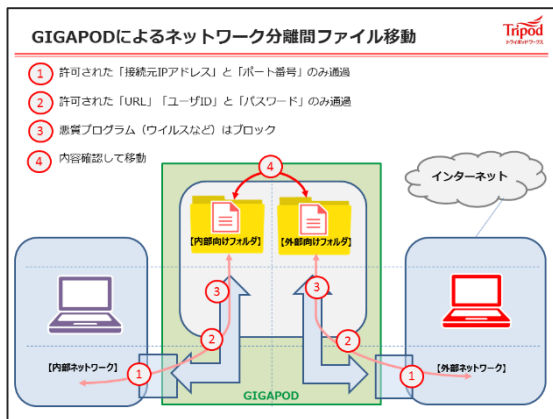 GIGAPODによるネットワーク分離間ファイル移動
Tripod
トライポッドワークス
① 許可された「接続元IPアドレス」と「ポート番号」のみ通過
② 許可された「URL」「ユーザID」と「パスワード」のみ通過
③ 悪質プログラム（ウイルスなど）はブロック
④ 内容確認して移動
④
インターネット
【内部向けフォルダ】 【外部向けフォルダ】
③ ③
② ②
【内部ネットワーク】 ① ① 【外部ネットワーク】
GIGAPOD